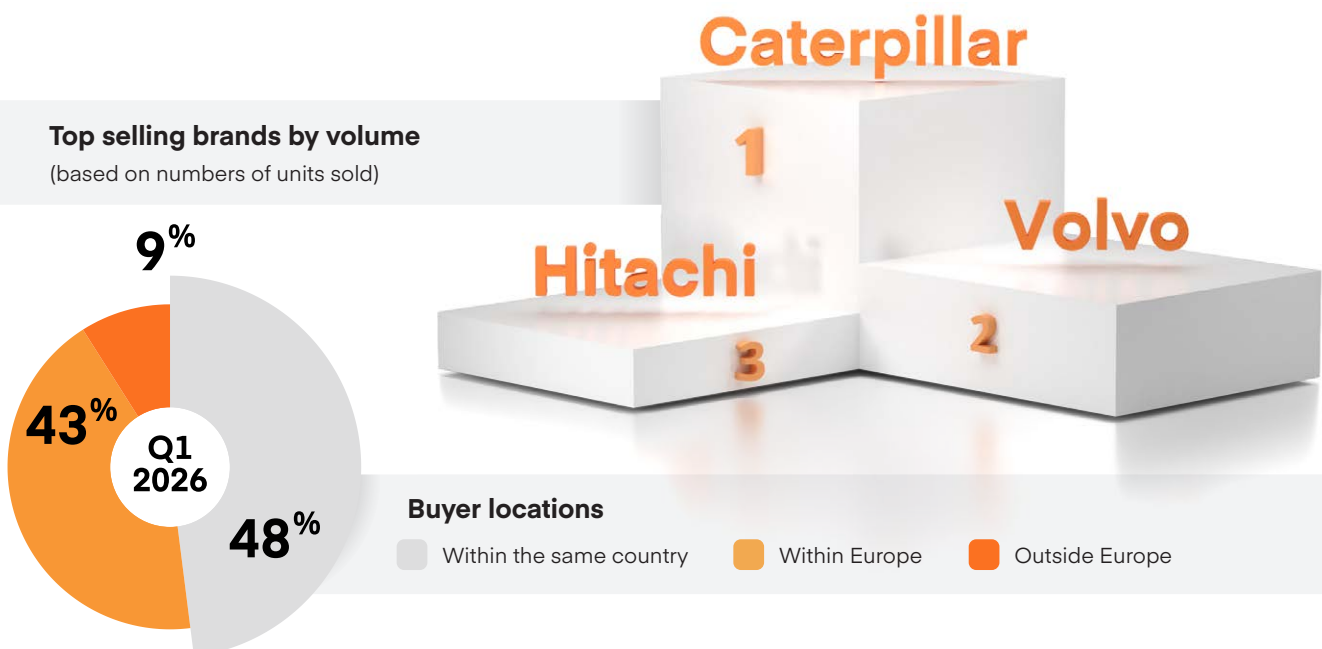 Caterpillar
Top selling brands by volume
(based on numbers of units sold)
1
Volvo
9%
Hitachi
2
3
43%
Q1
2026
48%
Buyer locations
Within the same country
Within Europe
Outside Europe